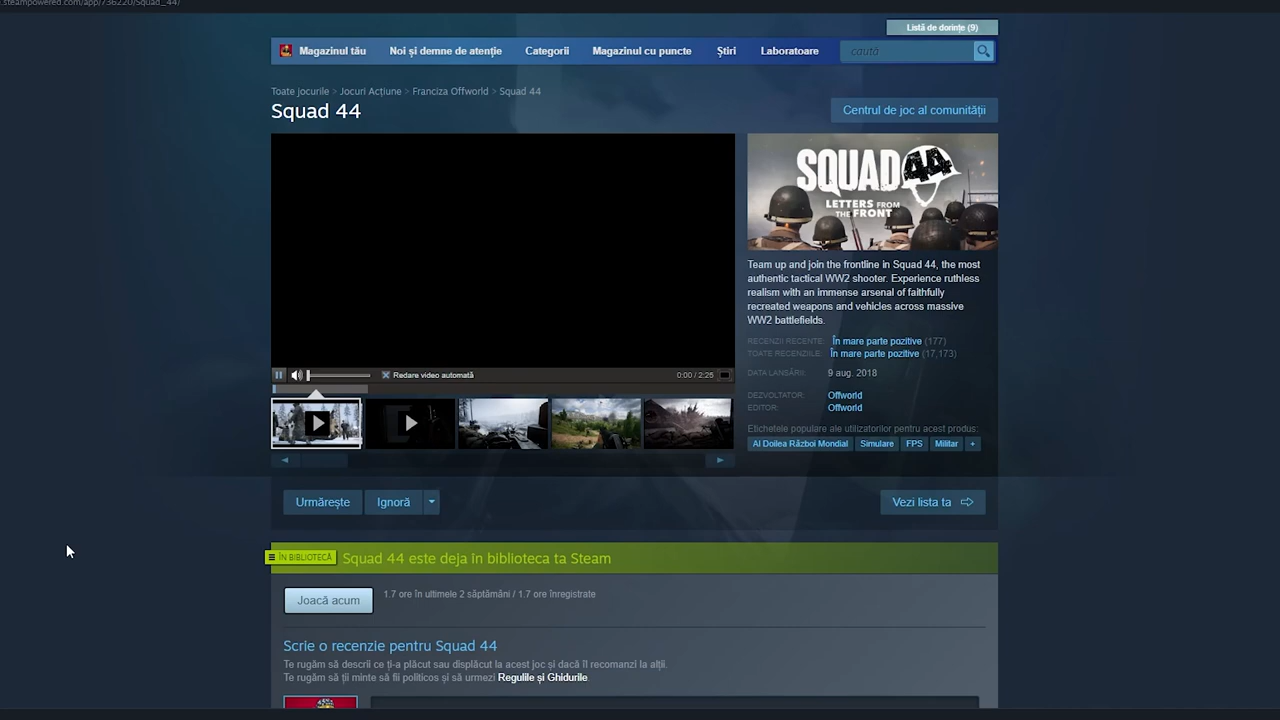 .steampowered.com/app/736220/Squad_44/
Listă de dorințe (9)
Magazinul tău Noi și demne de atenție Categorii Magazinul cu puncte Știri Laboratoare caută
Toate jocurile > Jocuri Acțiune > Franciza Offworld > Squad 44
Squad 44
Centrul de joc al comunității
SQUAD 44
LETTERS FROM THE FRONT
Team up and join the frontline in Squad 44, the most
authentic tactical WW2 shooter. Experience ruthless
realism with an immense arsenal of faithfully
recreated weapons and vehicles across massive
WW2 battlefields.
RECENZII RECENTE: În mare parte pozitive (177)
TOATE RECENZIILE: În mare parte pozitive (17,173)
DATA LANSĂRII: 9 aug. 2018
DEZVOLTATOR: Offworld
EDITOR: Offworld
Etichetele populare ale utilizatorilor pentru acest produs:
Al Doilea Război Mondial Simulare FPS Militar +
Redare video automată 0:00 / 2:25
Urmărește Ignoră Vezi lista ta
ÎN BIBLIOTECĂ Squad 44 este deja în biblioteca ta Steam
Joacă acum 1.7 ore în ultimele 2 săptămâni / 1.7 ore înregistrate
Scrie o recenzie pentru Squad 44
Te rugăm să descrii ce ți-a plăcut sau displăcut la acest joc și dacă îl recomanzi la alții.
Te rugăm să ții minte să fii politicos și să urmezi Regulile și Ghidurile.